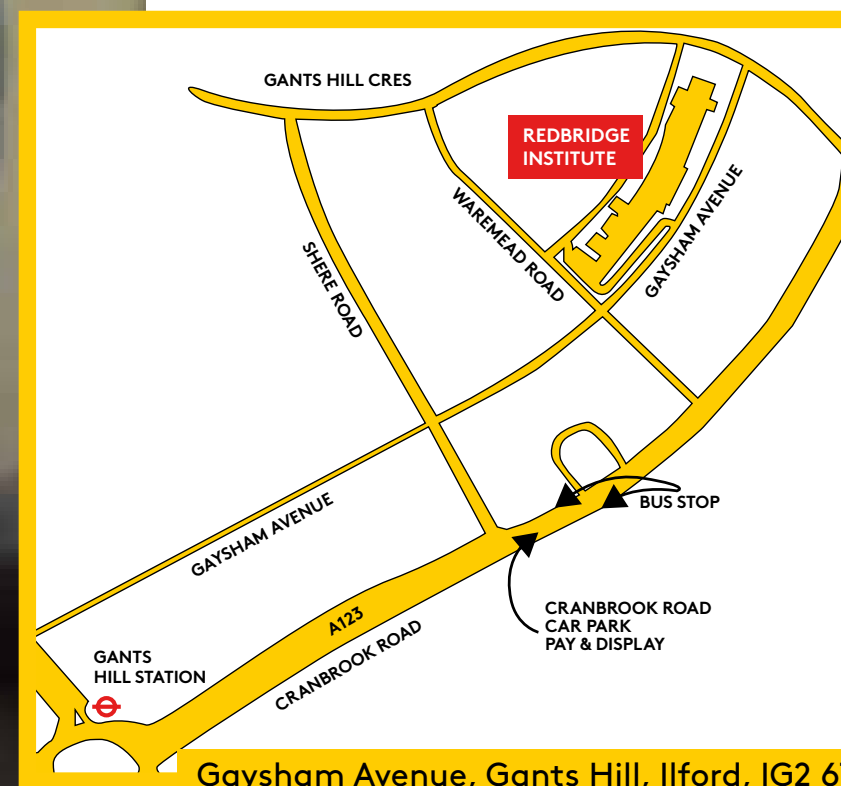 GANTS HILL CRES
REDBRIDGE
INSTITUTE
WAREMEAD ROAD
GAYSHAM AVENUE
SHERE ROAD
BUS STOP
GAYSHAM AVENUE
CRANBROOK ROAD
CAR PARK
PAY & DISPLAY
A123
CRANBROOK ROAD
GANTS
HILL STATION
Gaysham Avenue, Gants Hill, Ilford, IG2